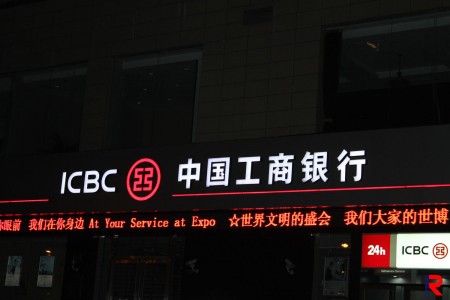 ICBC 中国工商银行
你眼前 我们在你身边 At Your Service at Expo ☆世界文明的盛会 我们大家的世博
24h ICBC